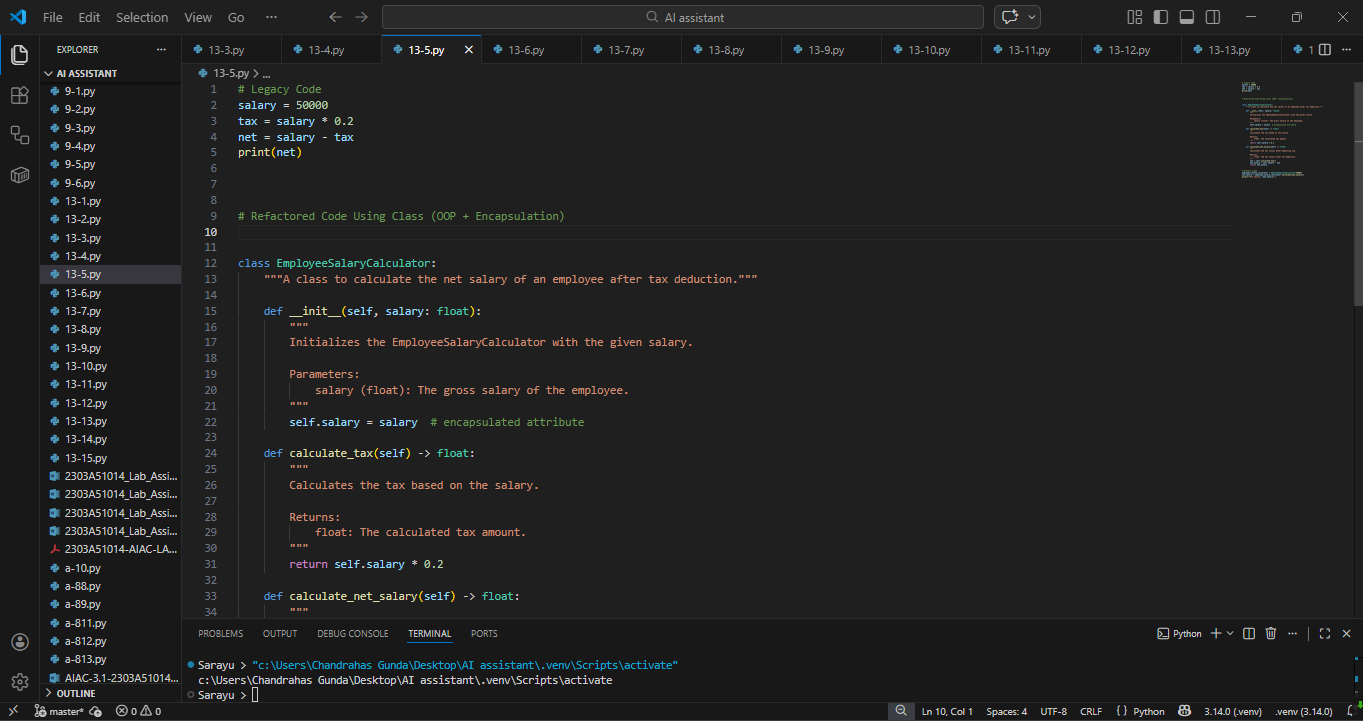 File Edit Selection View Go ··· AI assistant
EXPLORER ···
AI ASSISTANT
9-1.py
9-2.py
9-3.py
9-4.py
9-5.py
9-6.py
13-1.py
13-2.py
13-3.py
13-4.py
13-5.py
13-6.py
13-7.py
13-8.py
13-9.py
13-10.py
13-11.py
13-12.py
13-13.py
13-14.py
13-15.py
2303A51014_Lab_Assi...
2303A51014_Lab_Assi...
2303A51014_Lab_Assi...
2303A51014_Lab_Assi...
2303A51014-AIAC-LA...
a-10.py
a-88.py
a-89.py
a-811.py
a-812.py
a-813.py
AIAC-3.1-2303A51014...
OUTLINE
13-3.py 13-4.py 13-5.py 13-6.py 13-7.py 13-8.py 13-9.py 13-10.py 13-11.py 13-12.py 13-13.py 1
13-5.py > ...
1 # Legacy Code
2 salary = 50000
3 tax = salary * 0.2
4 net = salary - tax
5 print(net)
6
7
8
9 # Refactored Code Using Class (OOP + Encapsulation)
10
11
12 class EmployeeSalaryCalculator:
13 """A class to calculate the net salary of an employee after tax deduction."""
14
15 def __init__(self, salary: float):
16 """
17 Initializes the EmployeeSalaryCalculator with the given salary.
18
19 Parameters:
20 salary (float): The gross salary of the employee.
21 """
22 self.salary = salary # encapsulated attribute
23
24 def calculate_tax(self) -> float:
25 """
26 Calculates the tax based on the salary.
27
28 Returns:
29 float: The calculated tax amount.
30 """
31 return self.salary * 0.2
32
33 def calculate_net_salary(self) -> float:
34 """
PROBLEMS OUTPUT DEBUG CONSOLE TERMINAL PORTS Python
Sarayu > "c:\Users\Chandrahas Gunda\Desktop\AI assistant\.venv\Scripts\activate"
c:\Users\Chandrahas Gunda\Desktop\AI assistant\.venv\Scripts\activate
Sarayu >
master* 0 0 Ln 10, Col 1 Spaces: 4 UTF-8 CRLF { } Python 3.14.0 (.venv) .venv (3.14.0)